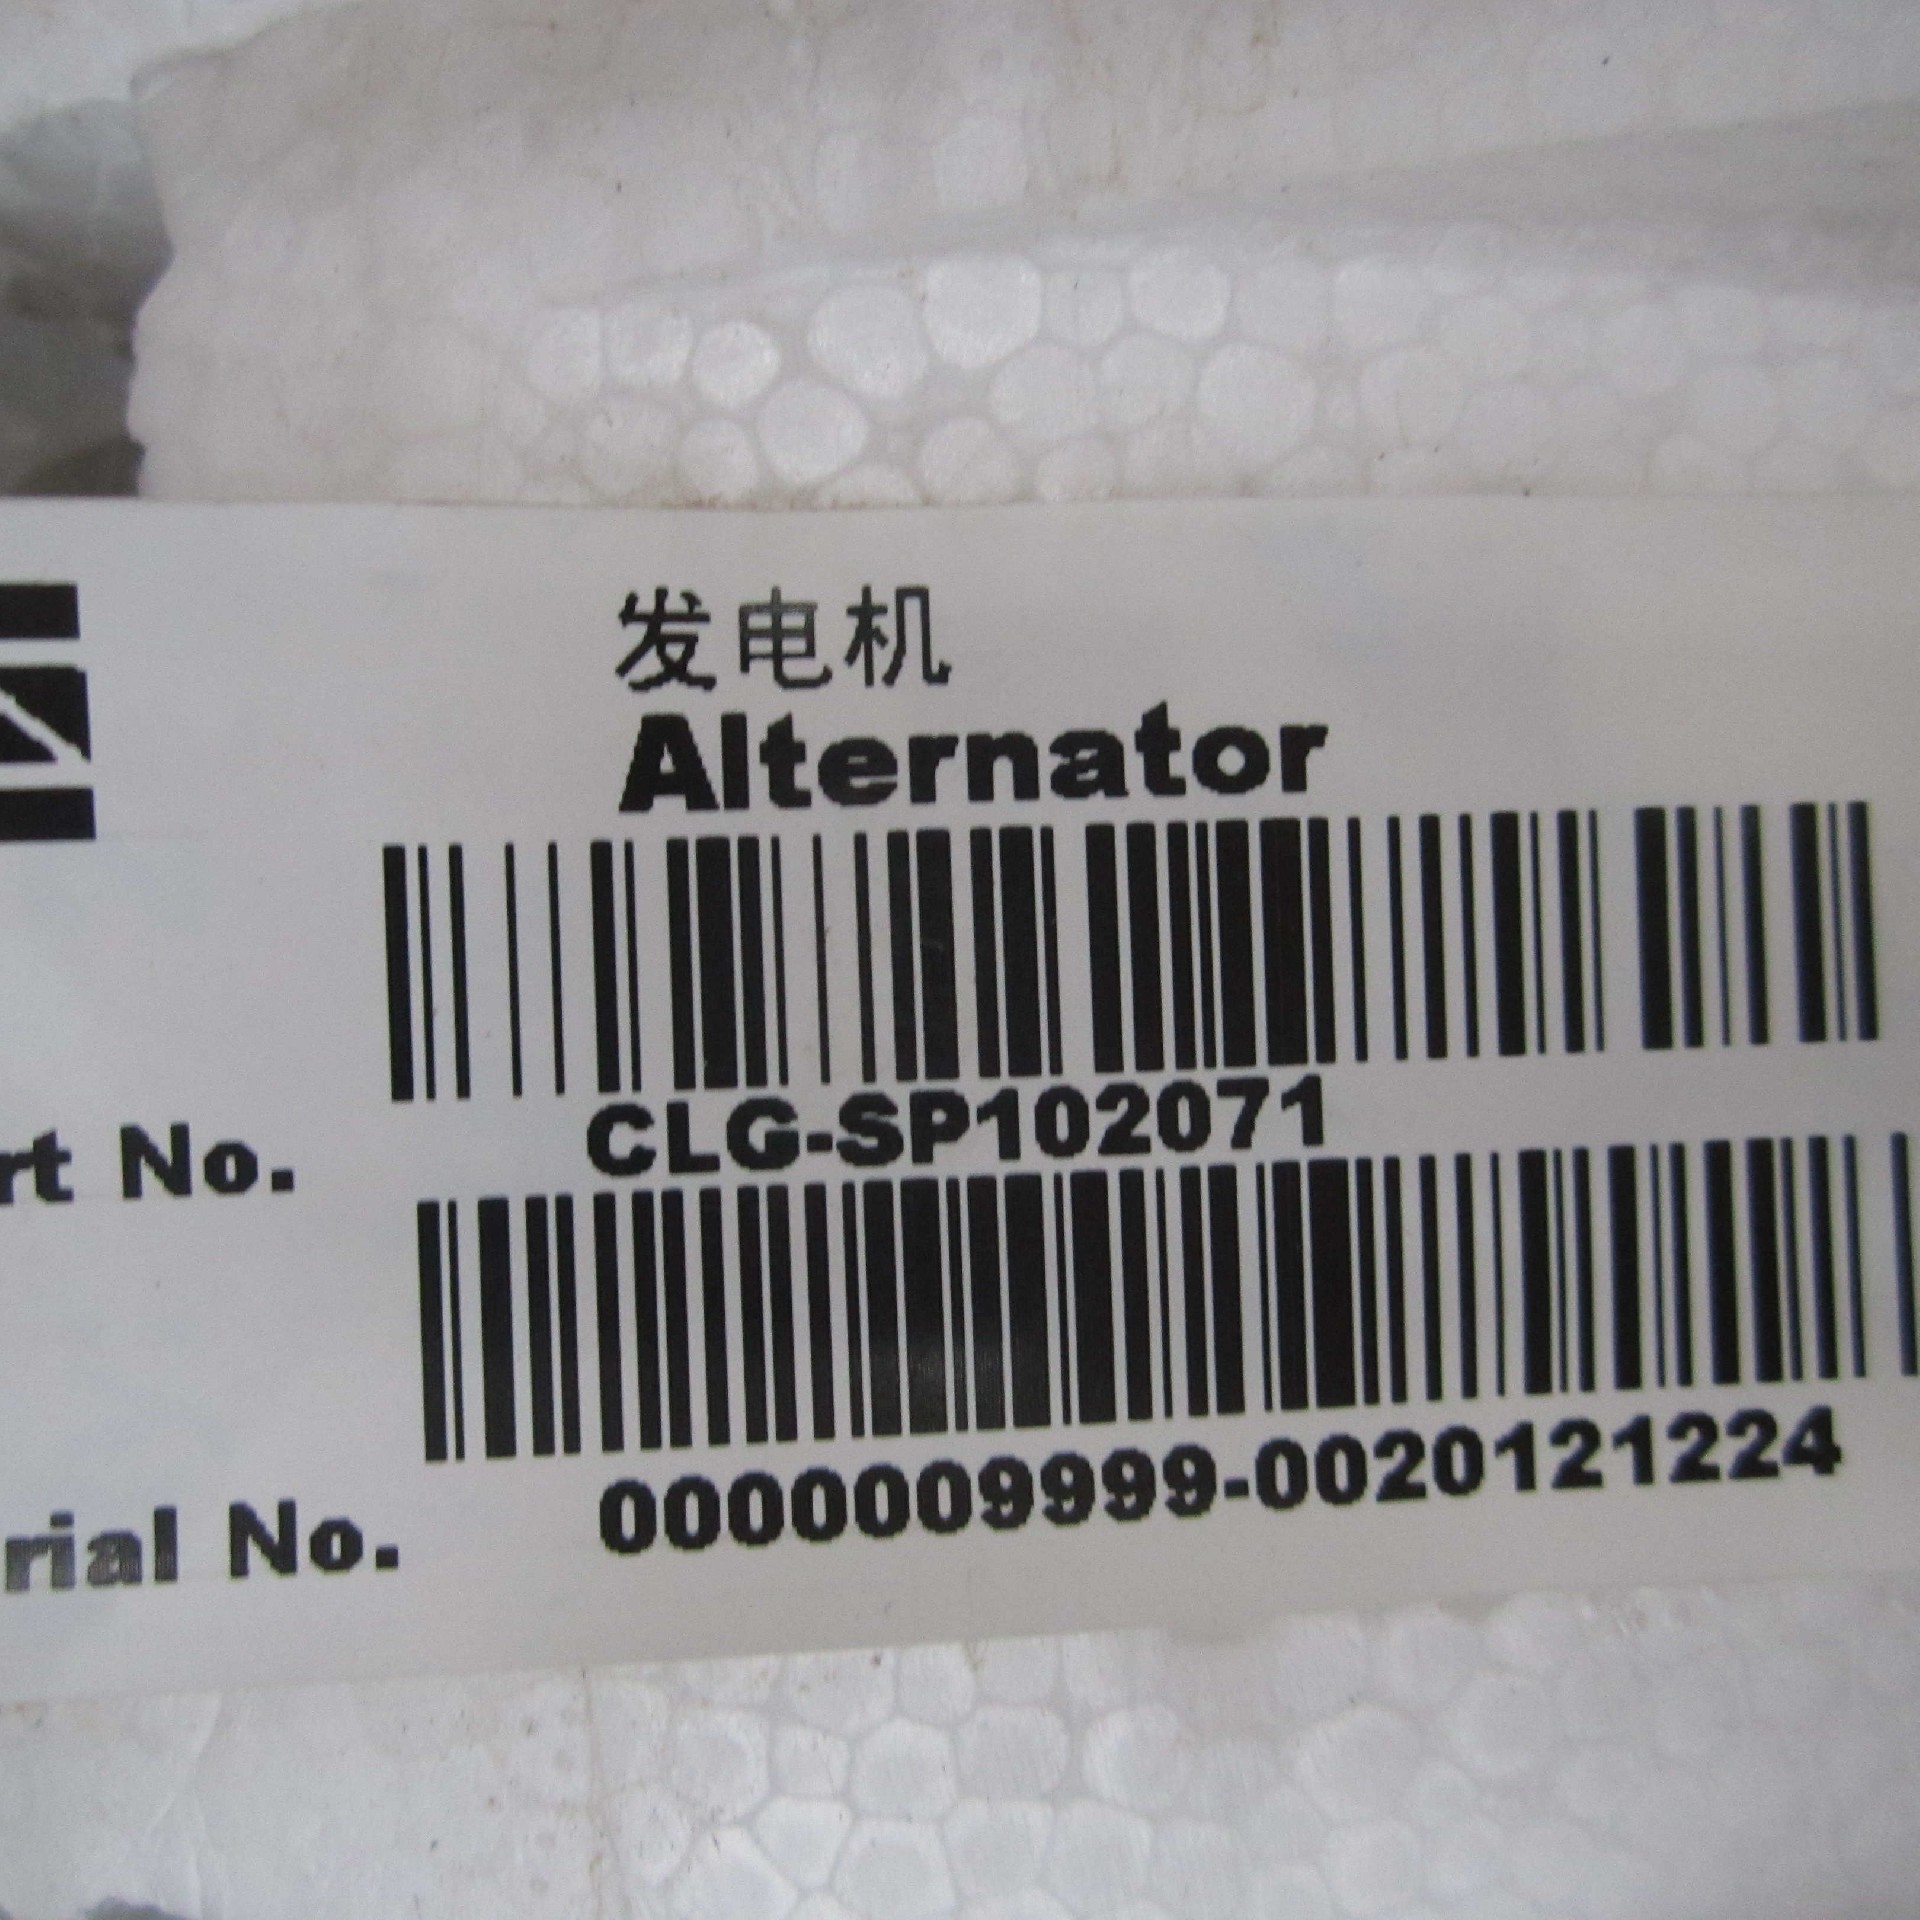 发电机
Alternator
rt No. CLG-SP102071
rial No. 0000009999-0020121224